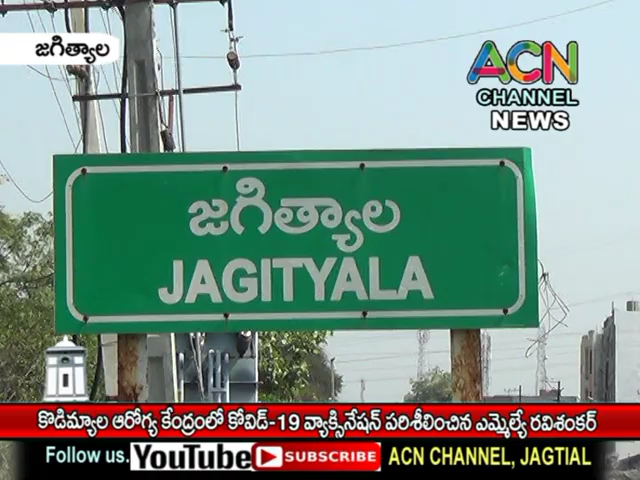 జగిత్యాల
ACN
CHANNEL
NEWS
జగిత్యాల
JAGITYALA
కొడిమ్యాల ఆరోగ్య కేంద్రంలో కోవిడ్-19 వ్యాక్సినేషన్ పరిశీలించిన ఎమ్మెల్యే రవిశంకర్
Follow us. YouTube SUBSCRIBE ACN CHANNEL, JAGTIAL